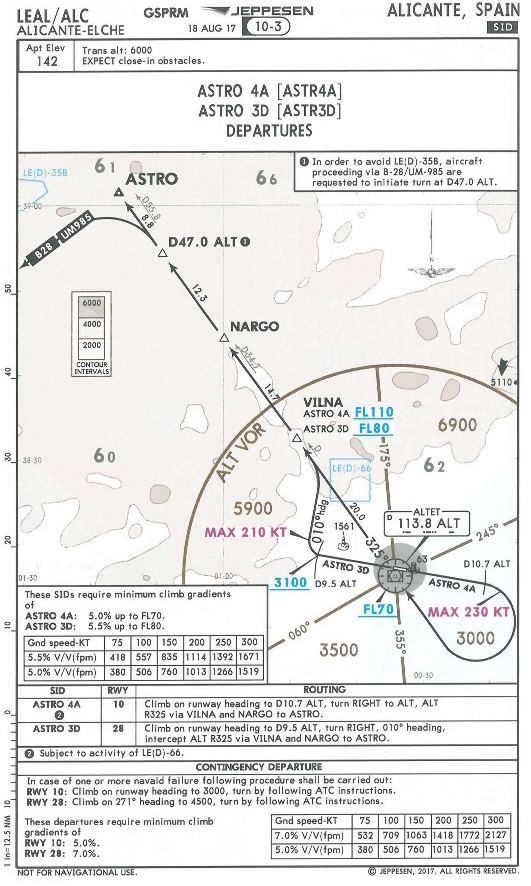 LEAL/ALC
ALICANTE-ELCHE
GSPRM
JEPPESEN
18 AUG 17
10-3
ALICANTE, SPAIN
SID
Apt Elev
142
Trans alt: 6000
EXPECT close-in obstacles.
ASTRO 4A [ASTR4A]
ASTRO 3D [ASTR3D]
DEPARTURES
1 In order to avoid LE(D)-35B, aircraft
proceeding via B-28/UM-985 are
requested to initiate turn at D47.0 ALT.
LE(D)-35B
61
66
ASTRO
39-00
D55.8
8.8
B28 UM985
D47.0 ALT 1
12.3
50
6000
4000
2000
CONTOUR
INTERVALS
NARGO
D34.7
14.7
40
5110
VILNA
ASTRO 4A FL110
ASTRO 3D FL80
ALT VOR
175°
6900
38-30
30
60
62
LE(D)-66
D
5900
010° hdg
20.0
325°
MAX 210 KT
1561
ALTET
D 113.8 ALT
245°
20
ASTRO 3D
63
ASTRO 4A
D10.7 ALT
3100
D9.5 ALT
FL70
MAX 230 KT
01-30
01-00
060°
3500
355°
3000
00-30
10
These SIDs require minimum climb gradients
of
ASTRO 4A: 5.0% up to FL70.
ASTRO 3D: 5.5% up to FL80.
Gnd speed-KT 75 100 150 200 250 300
5.5% V/V(fpm) 418 557 835 1114 1392 1671
5.0% V/V(fpm) 380 506 760 1013 1266 1519
SID RWY ROUTING
ASTRO 4A 2 10 Climb on runway heading to D10.7 ALT, turn RIGHT to ALT, ALT
R325 via VILNA and NARGO to ASTRO.
ASTRO 3D 28 Climb on runway heading to D9.5 ALT, turn RIGHT, 010° heading,
intercept ALT R325 via VILNA and NARGO to ASTRO.
2 Subject to activity of LE(D)-66.
0
CONTINGENCY DEPARTURE
In case of one or more navaid failure following procedure shall be carried out:
RWY 10: Climb on runway heading to 3000, turn by following ATC instructions.
RWY 28: Climb on 271° heading to 4500, turn by following ATC instructions.
10
These departures require minimum climb
gradients of
RWY 10: 5.0%.
RWY 28: 7.0%.
Gnd speed-KT 75 100 150 200 250 300
7.0% V/V(fpm) 532 709 1063 1418 1772 2127
5.0% V/V(fpm) 380 506 760 1013 1266 1519
1 In=12.5 NM
NOT FOR NAVIGATIONAL USE.
© JEPPESEN, 2017. ALL RIGHTS RESERVED.